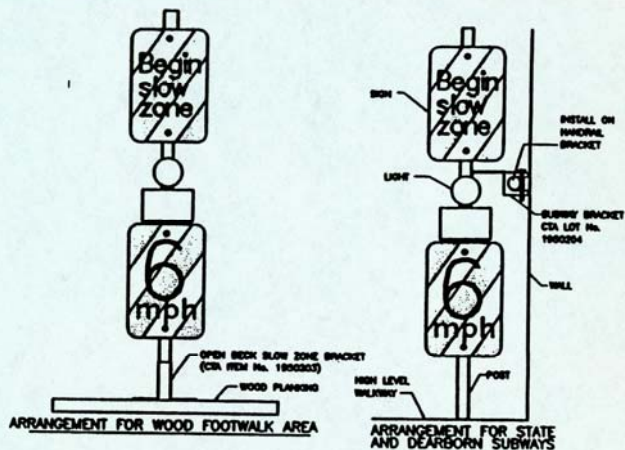 Begin
slow
zone
6
mph
OPEN DECK SLOW ZONE BRACKET
(CTA ITEM No. 1950203)
WOOD PLANKING
ARRANGEMENT FOR WOOD FOOTWALK AREA
Begin
slow
zone
SIGN
INSTALL ON
HANDRAIL
BRACKET
LIGHT
SUBWAY BRACKET
CTA LOT No.
1950204
6
mph
WALL
HIGH LEVEL
WALKWAY
POST
ARRANGEMENT FOR STATE
AND DEARBORN SUBWAYS